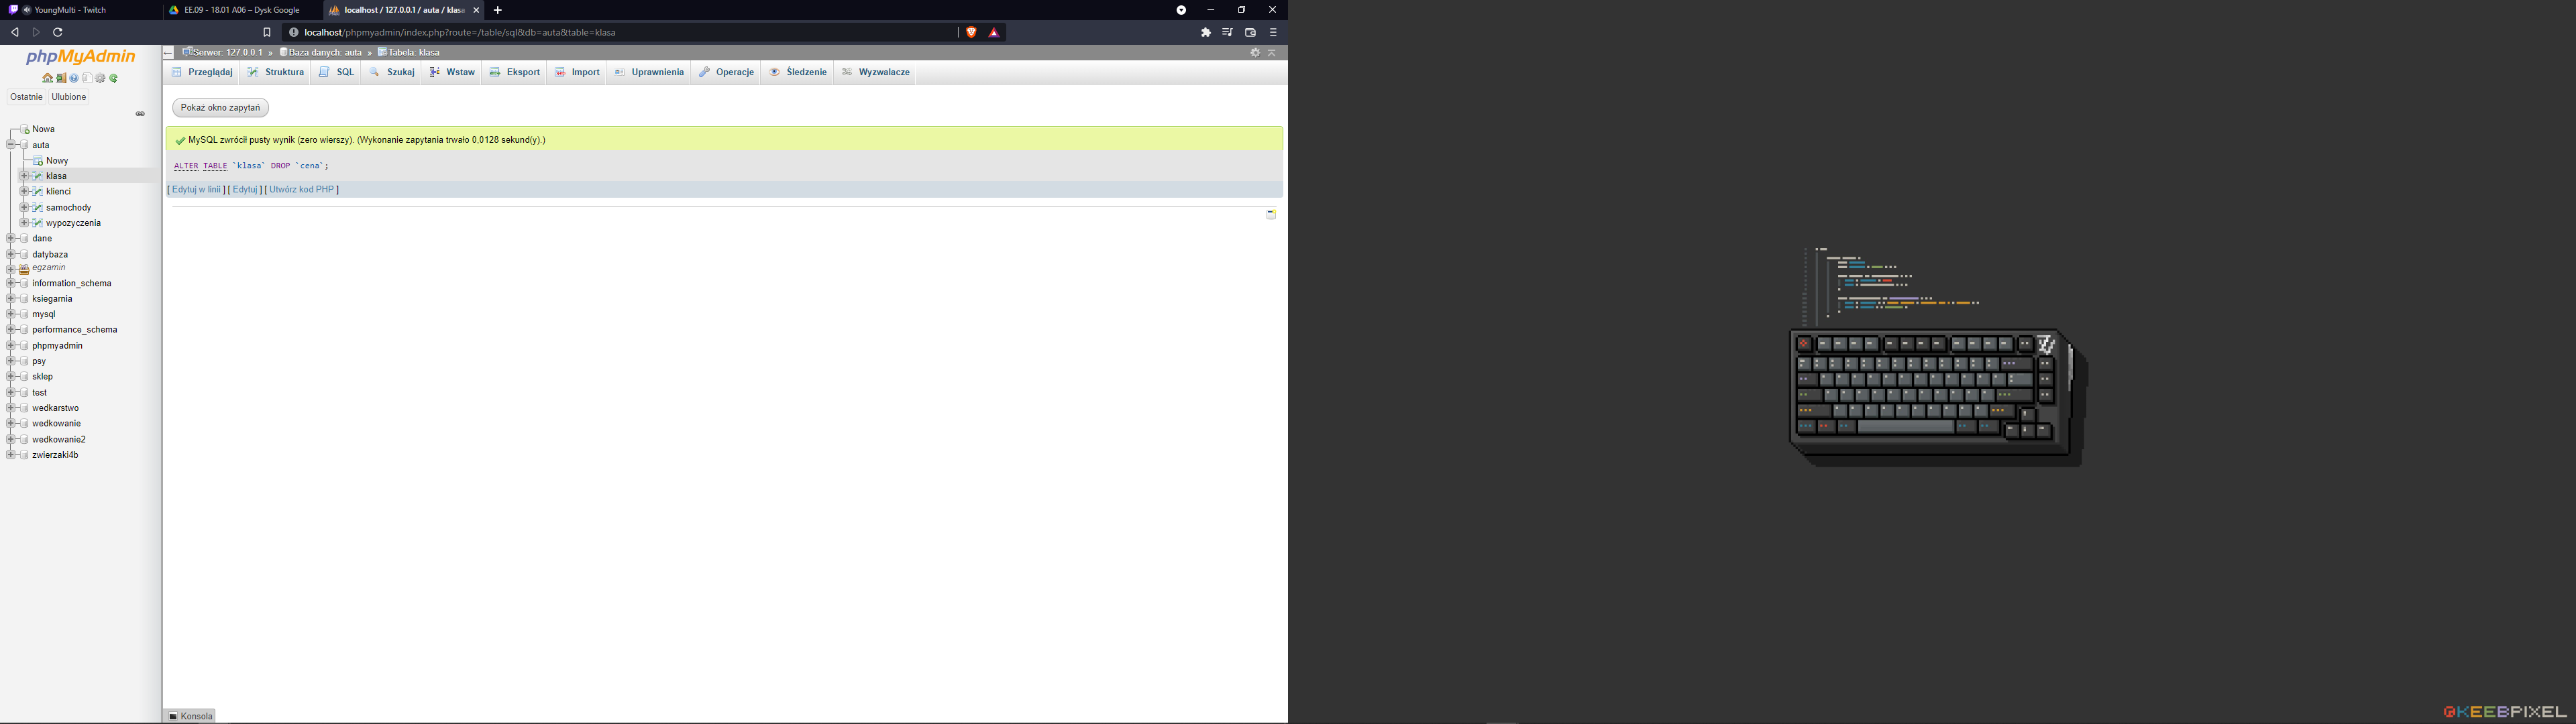 YoungMulti - Twitch
EE.09 - 18.01 A06 – Dysk Google
localhost / 127.0.0.1 / auta / klasa
localhost/phpmyadmin/index.php?route=/table/sql&db=auta&table=klasa
phpMyAdmin
Ostatnie Ulubione
Nowa
auta
Nowy
klasa
klienci
samochody
wypozyczenia
dane
datybaza
egzamin
information_schema
ksiegarnia
mysql
performance_schema
phpmyadmin
psy
sklep
test
wedkarstwo
wedkowanie
wedkowanie2
zwierzaki4b
Serwer: 127.0.0.1 » Baza danych: auta » Tabela: klasa
Przeglądaj Struktura SQL Szukaj Wstaw Eksport Import Uprawnienia Operacje Śledzenie Wyzwalacze
Pokaż okno zapytań
MySQL zwrócił pusty wynik (zero wierszy). (Wykonanie zapytania trwało 0,0128 sekund(y).)
ALTER TABLE `klasa` DROP `cena`;
[ Edytuj w linii ] [ Edytuj ] [ Utwórz kod PHP ]
Konsola
KEEBPIXEL